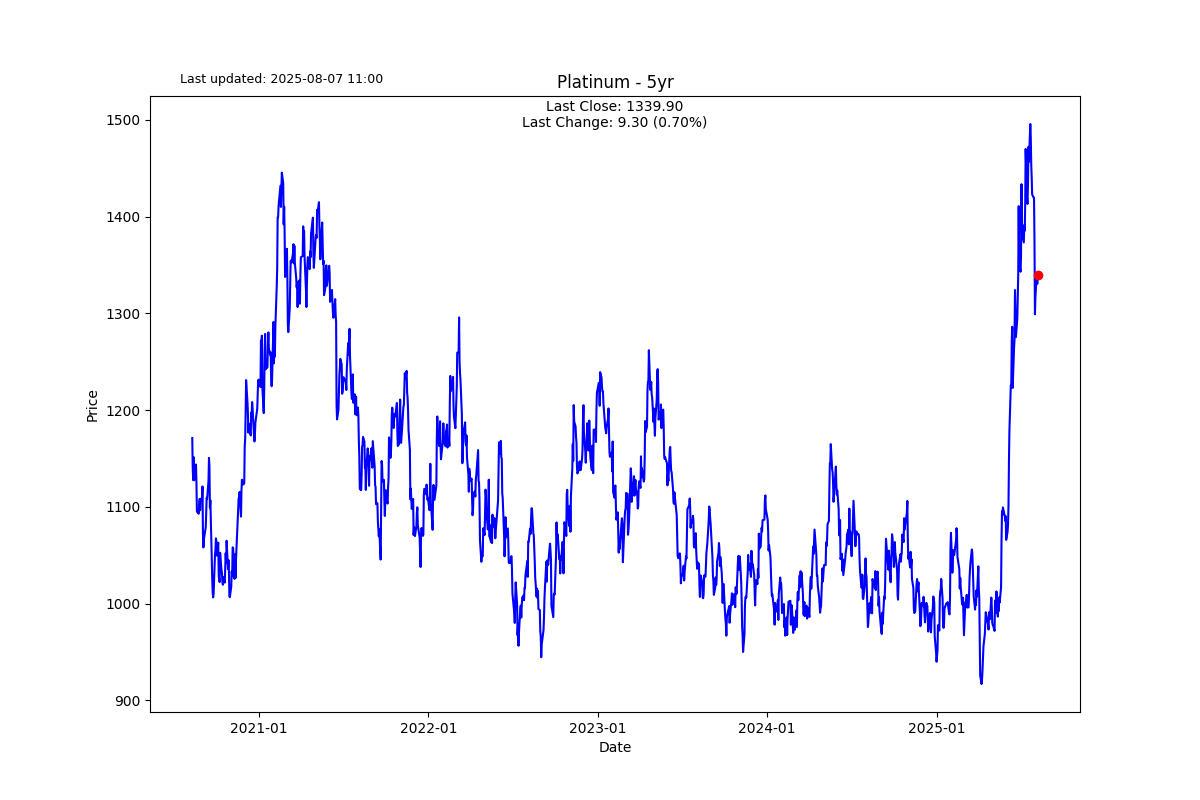 Last updated: 2025-08-07 11:00
Platinum - 5yr
Last Close: 1339.90
Last Change: 9.30 (0.70%)
Price
1500
1400
1300
1200
1100
1000
900
2021-01 2022-01 2023-01 2024-01 2025-01
Date